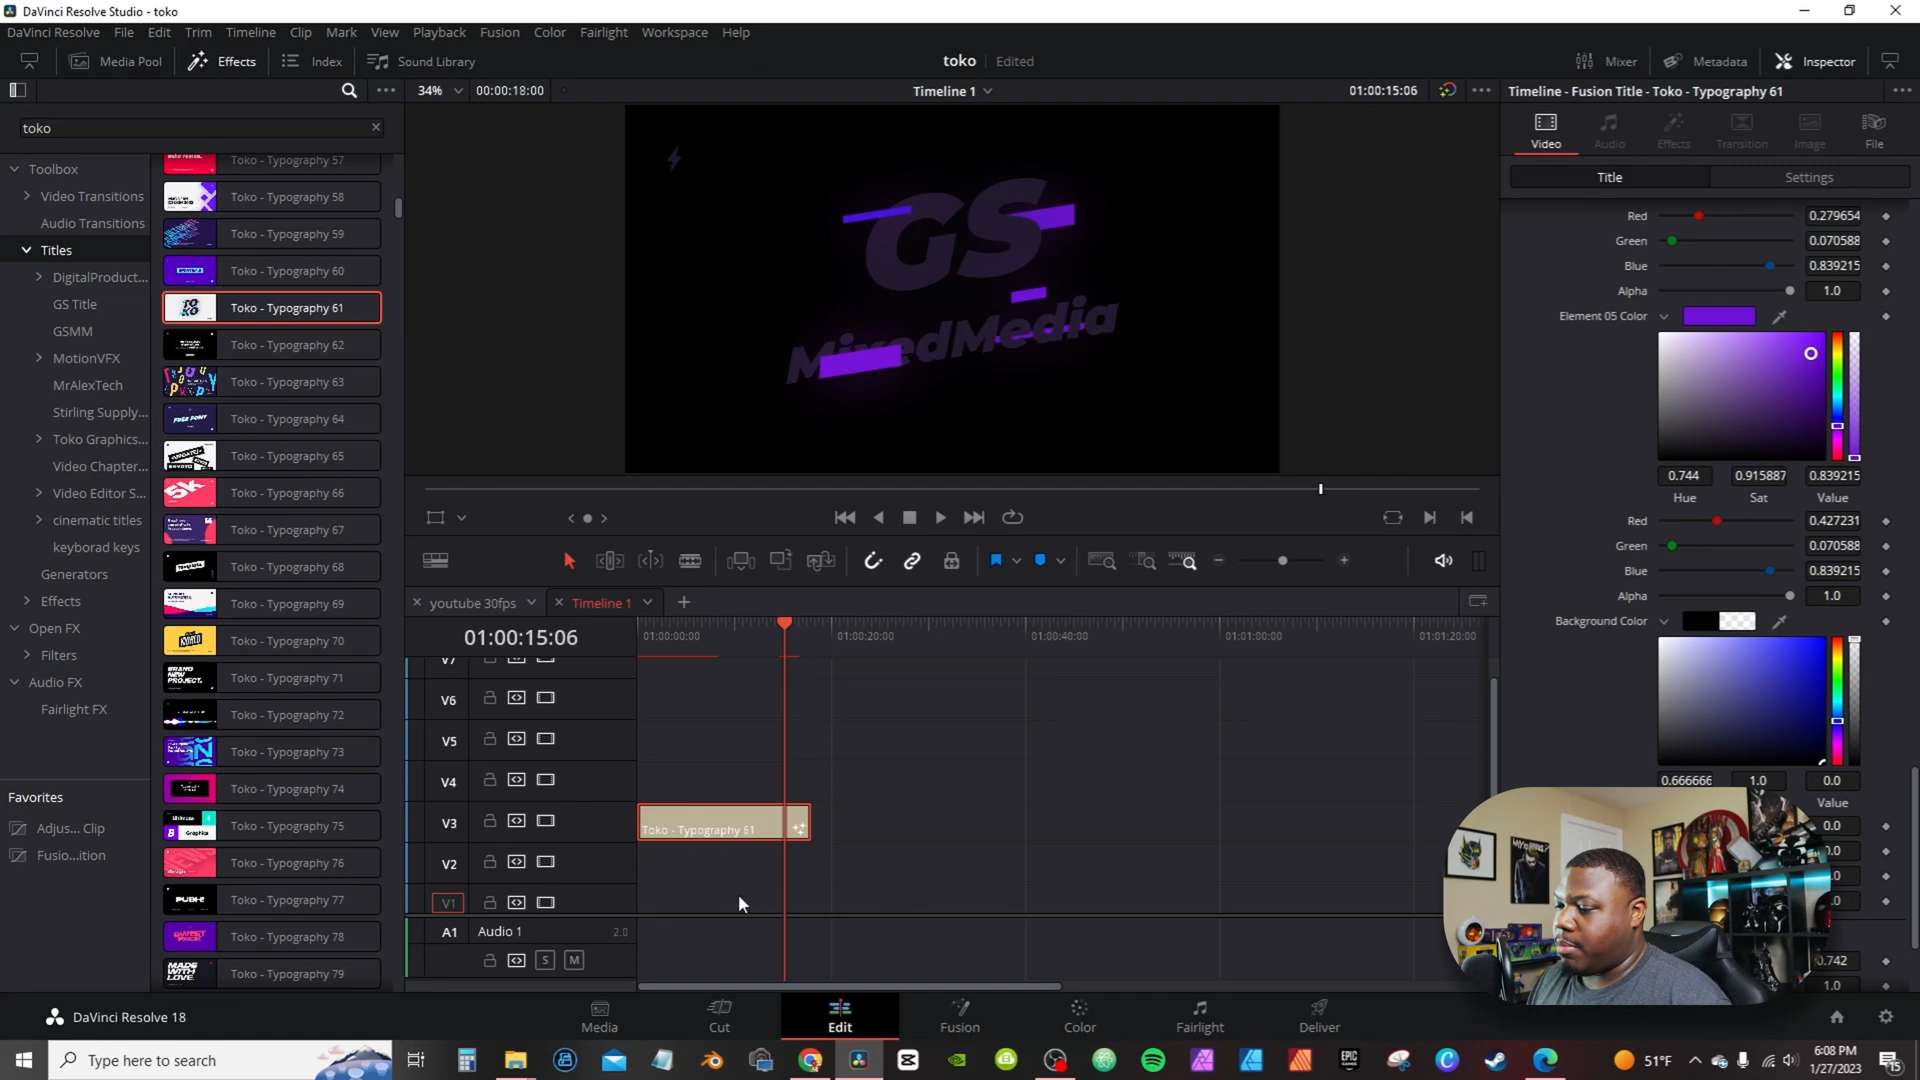 DaVinci Resolve Studio - toko
DaVinci Resolve File Edit Trim Timeline Clip Mark View Playback Fusion Color Fairlight Workspace Help
Media Pool Effects Index Sound Library toko Edited Mixer Metadata Inspector
34% 00:00:18:00 Timeline 1 01:00:15:06 Timeline - Fusion Title - Toko - Typography 61
toko
Video Audio Effects Transition Image File
Title Settings
Toolbox
Video Transitions
Audio Transitions
Titles
DigitalProduct...
GS Title
GSMM
MotionVFX
MrAlexTech
Stirling Supply...
Toko Graphics...
Video Chapter...
Video Editor S...
cinematic titles
keyborad keys
Generators
Effects
Open FX
Filters
Audio FX
Fairlight FX
Favorites
Adjus... Clip
Fusio...ition
Toko - Typography 57
Toko - Typography 58
Toko - Typography 59
Toko - Typography 60
Toko - Typography 61
Toko - Typography 62
Toko - Typography 63
Toko - Typography 64
Toko - Typography 65
Toko - Typography 66
Toko - Typography 67
Toko - Typography 68
Toko - Typography 69
Toko - Typography 70
Toko - Typography 71
Toko - Typography 72
Toko - Typography 73
Toko - Typography 74
Toko - Typography 75
Toko - Typography 76
Toko - Typography 77
Toko - Typography 78
Toko - Typography 79
GS
MixedMedia
Red 0.279654
Green 0.070588
Blue 0.839215
Alpha 1.0
Element 05 Color
0.744 0.915887 0.839215
Hue Sat Value
Red 0.427231
Green 0.070588
Blue 0.839215
Alpha 1.0
Background Color
0.666666 1.0 0.0
Value
0.742
1.0
youtube 30fps Timeline 1
01:00:15:06 01:00:00:00 01:00:20:00 01:00:40:00 01:01:00:00 01:01:20:00
V7
V6
V5
V4
V3 Toko - Typography 61
V2
V1
A1 Audio 1 2.0
S M
DaVinci Resolve 18
Media Cut Edit Fusion Color Fairlight Deliver
Type here to search
51°F
6:08 PM
1/27/2023
15